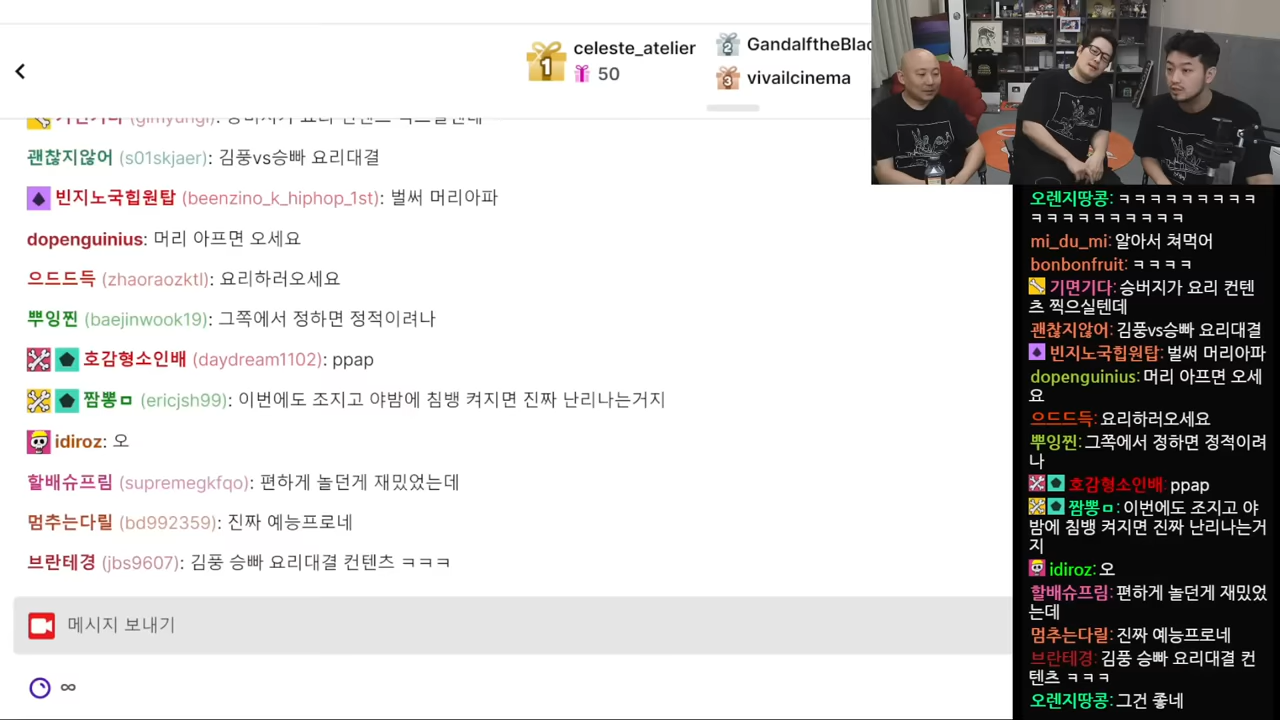 celeste_atelier
1
50
2 GandalftheBlac
3 vivailcinema
괜찮지않어 (s01skjaer): 김풍vs승빠 요리대결
빈지노국힙원탑 (beenzino_k_hiphop_1st): 벌써 머리아파
dopenguinius: 머리 아프면 오세요
으드드득 (zhaoraozktl): 요리하러오세요
뿌잉찐 (baejinwook19): 그쪽에서 정하면 정적이려나
호감형소인배 (daydream1102): ppap
짬뽕ㅁ (ericjsh99): 이번에도 조지고 야밤에 침뱅 켜지면 진짜 난리나는거지
idiroz: 오
할배슈프림 (supremegkfqo): 편하게 놀던게 재밌었는데
멈추는다릴 (bd992359): 진짜 예능프로네
브란테경 (jbs9607): 김풍 승빠 요리대결 컨텐츠 ㅋㅋㅋ
메시지 보내기
∞
오렌지땅콩: ㅋㅋㅋㅋㅋㅋㅋㅋㅋ
ㅋㅋㅋㅋㅋㅋㅋㅋㅋㅋ
mi_du_mi: 알아서 쳐먹어
bonbonfruit: ㅋㅋㅋㅋ
기면기다: 승버지가 요리 컨텐
츠 찍으실텐데
괜찮지않어: 김풍vs승빠 요리대결
빈지노국힙원탑: 벌써 머리아파
dopenguinius: 머리 아프면 오세
요
으드드득: 요리하러오세요
뿌잉찐: 그쪽에서 정하면 정적이려
나
호감형소인배: ppap
짬뽕ㅁ: 이번에도 조지고 야
밤에 침뱅 켜지면 진짜 난리나는거
지
idiroz: 오
할배슈프림: 편하게 놀던게 재밌었
는데
멈추는다릴: 진짜 예능프로네
브란테경: 김풍 승빠 요리대결 컨
텐츠 ㅋㅋㅋ
오렌지땅콩: 그건 좋네